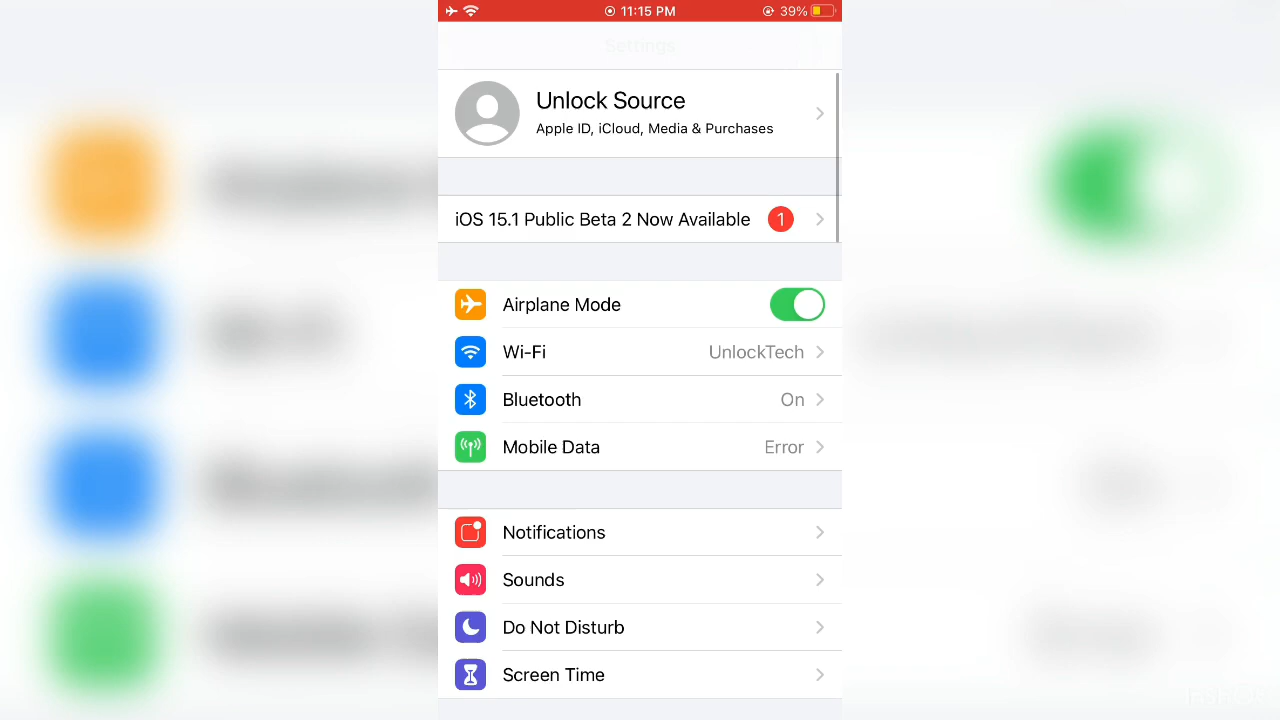 11:15 PM
39%
Settings
Unlock Source
Apple ID, iCloud, Media & Purchases
iOS 15.1 Public Beta 2 Now Available 1
Airplane Mode
Wi-Fi UnlockTech
Bluetooth On
Mobile Data Error
Notifications
Sounds
Do Not Disturb
Screen Time